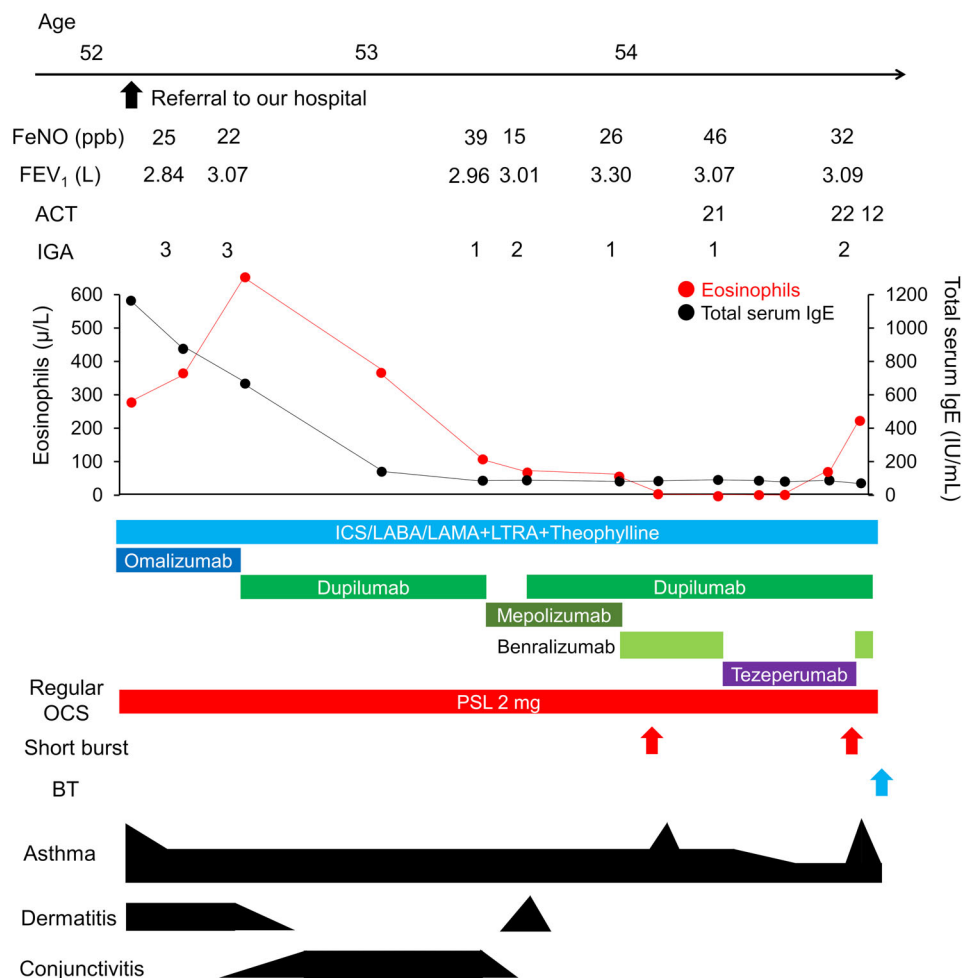 Age
52 53 54
Referral to our hospital
FeNO (ppb) 25 22 39 15 26 46 32
FEV1 (L) 2.84 3.07 2.96 3.01 3.30 3.07 3.09
ACT 21 22 12
IGA 3 3 1 2 1 1 2
Eosinophils
Total serum IgE
Eosinophils (μ/L)
600 1200
500 1000
400 800
300 600
200 400
100 200
0 0
Total serum IgE (IU/mL)
ICS/LABA/LAMA+LTRA+Theophylline
Omalizumab
Dupilumab Dupilumab
Mepolizumab
Benralizumab
Tezeperumab
Regular
OCS
PSL 2 mg
Short burst
BT
Asthma
Dermatitis
Conjunctivitis